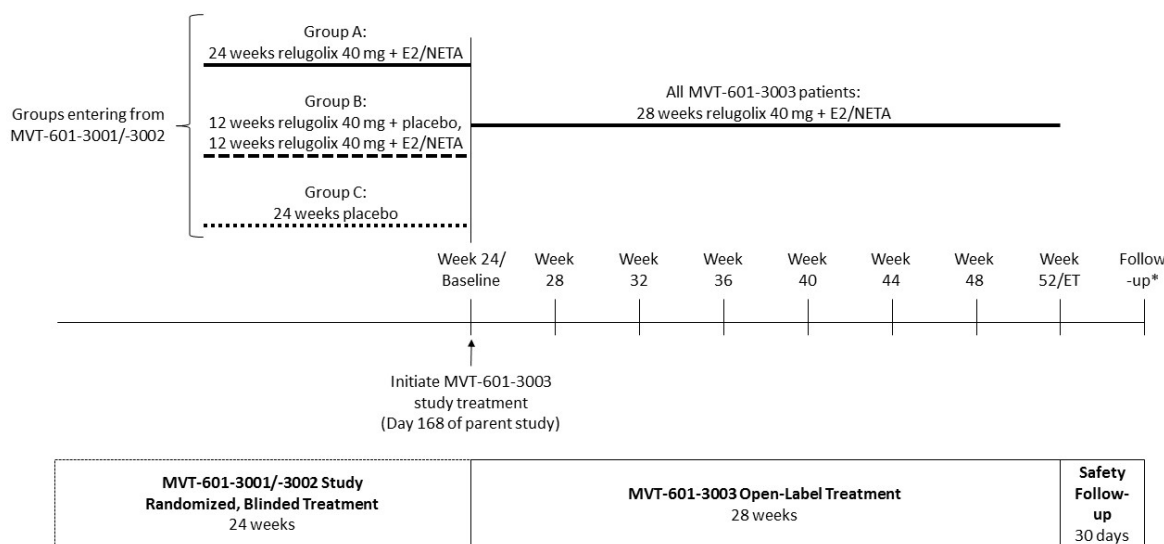 Group A:
24 weeks relugolix 40 mg + E2/NETA
Groups entering from
MVT-601-3001/-3002
Group B:
12 weeks relugolix 40 mg + placebo,
12 weeks relugolix 40 mg + E2/NETA
Group C:
24 weeks placebo
All MVT-601-3003 patients:
28 weeks relugolix 40 mg + E2/NETA
Week 24/
Baseline
Week
28
Week
32
Week
36
Week
40
Week
44
Week
48
Week
52/ET
Follow
-up*
Initiate MVT-601-3003
study treatment
(Day 168 of parent study)
MVT-601-3001/-3002 Study
Randomized, Blinded Treatment
24 weeks
MVT-601-3003 Open-Label Treatment
28 weeks
Safety
Follow-
up
30 days